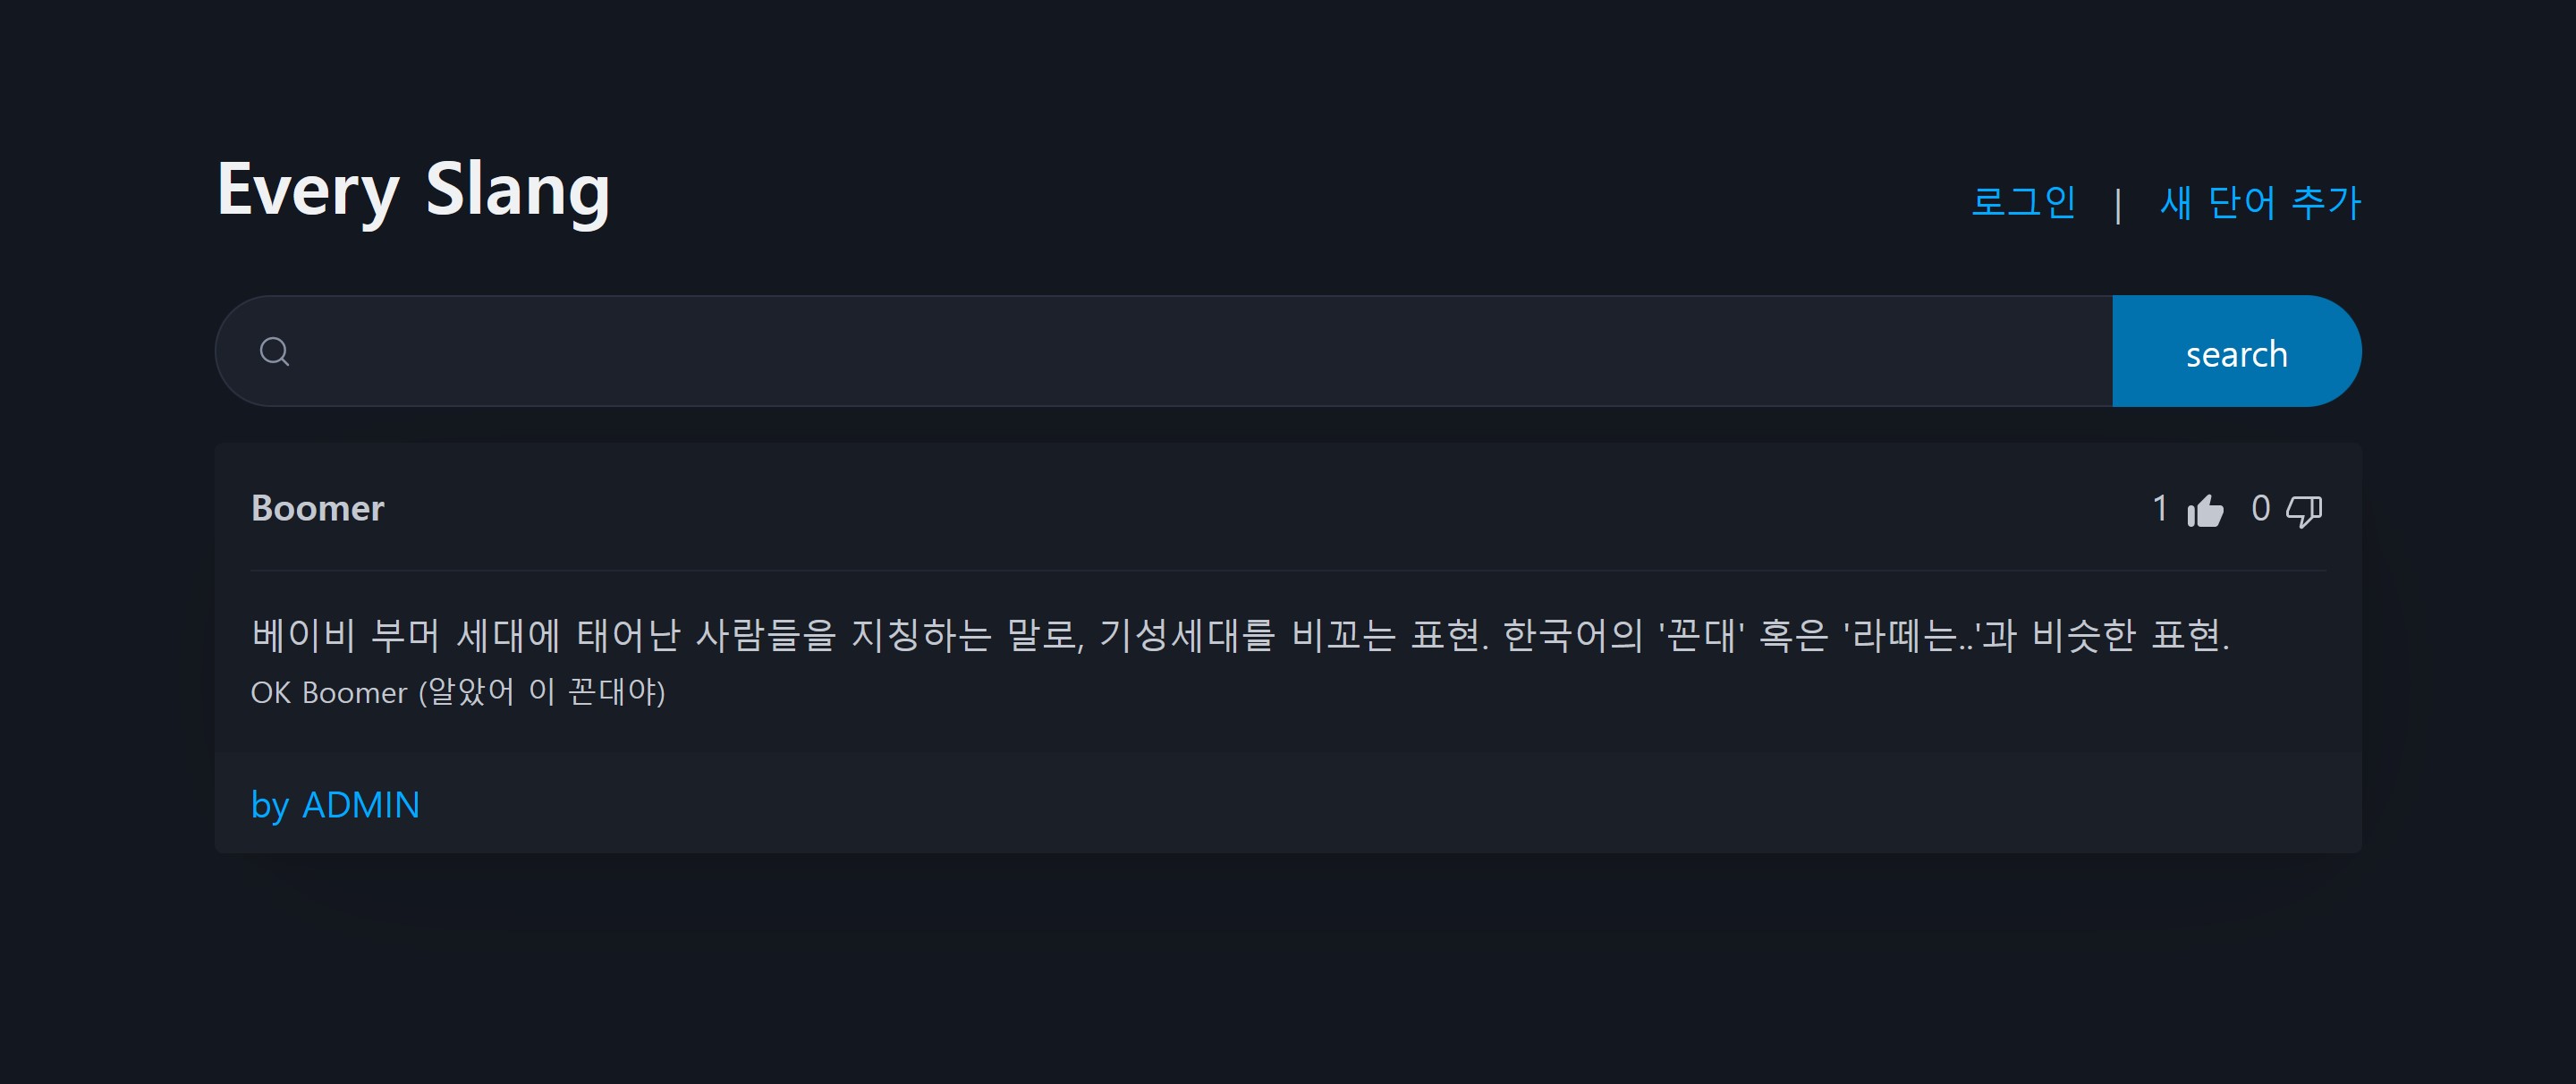 Every Slang
로그인 | 새 단어 추가
search
Boomer
1 0
베이비 부머 세대에 태어난 사람들을 지칭하는 말로, 기성세대를 비꼬는 표현. 한국어의 '꼰대' 혹은 '라떼는..'과 비슷한 표현.
OK Boomer (알았어 이 꼰대야)
by ADMIN